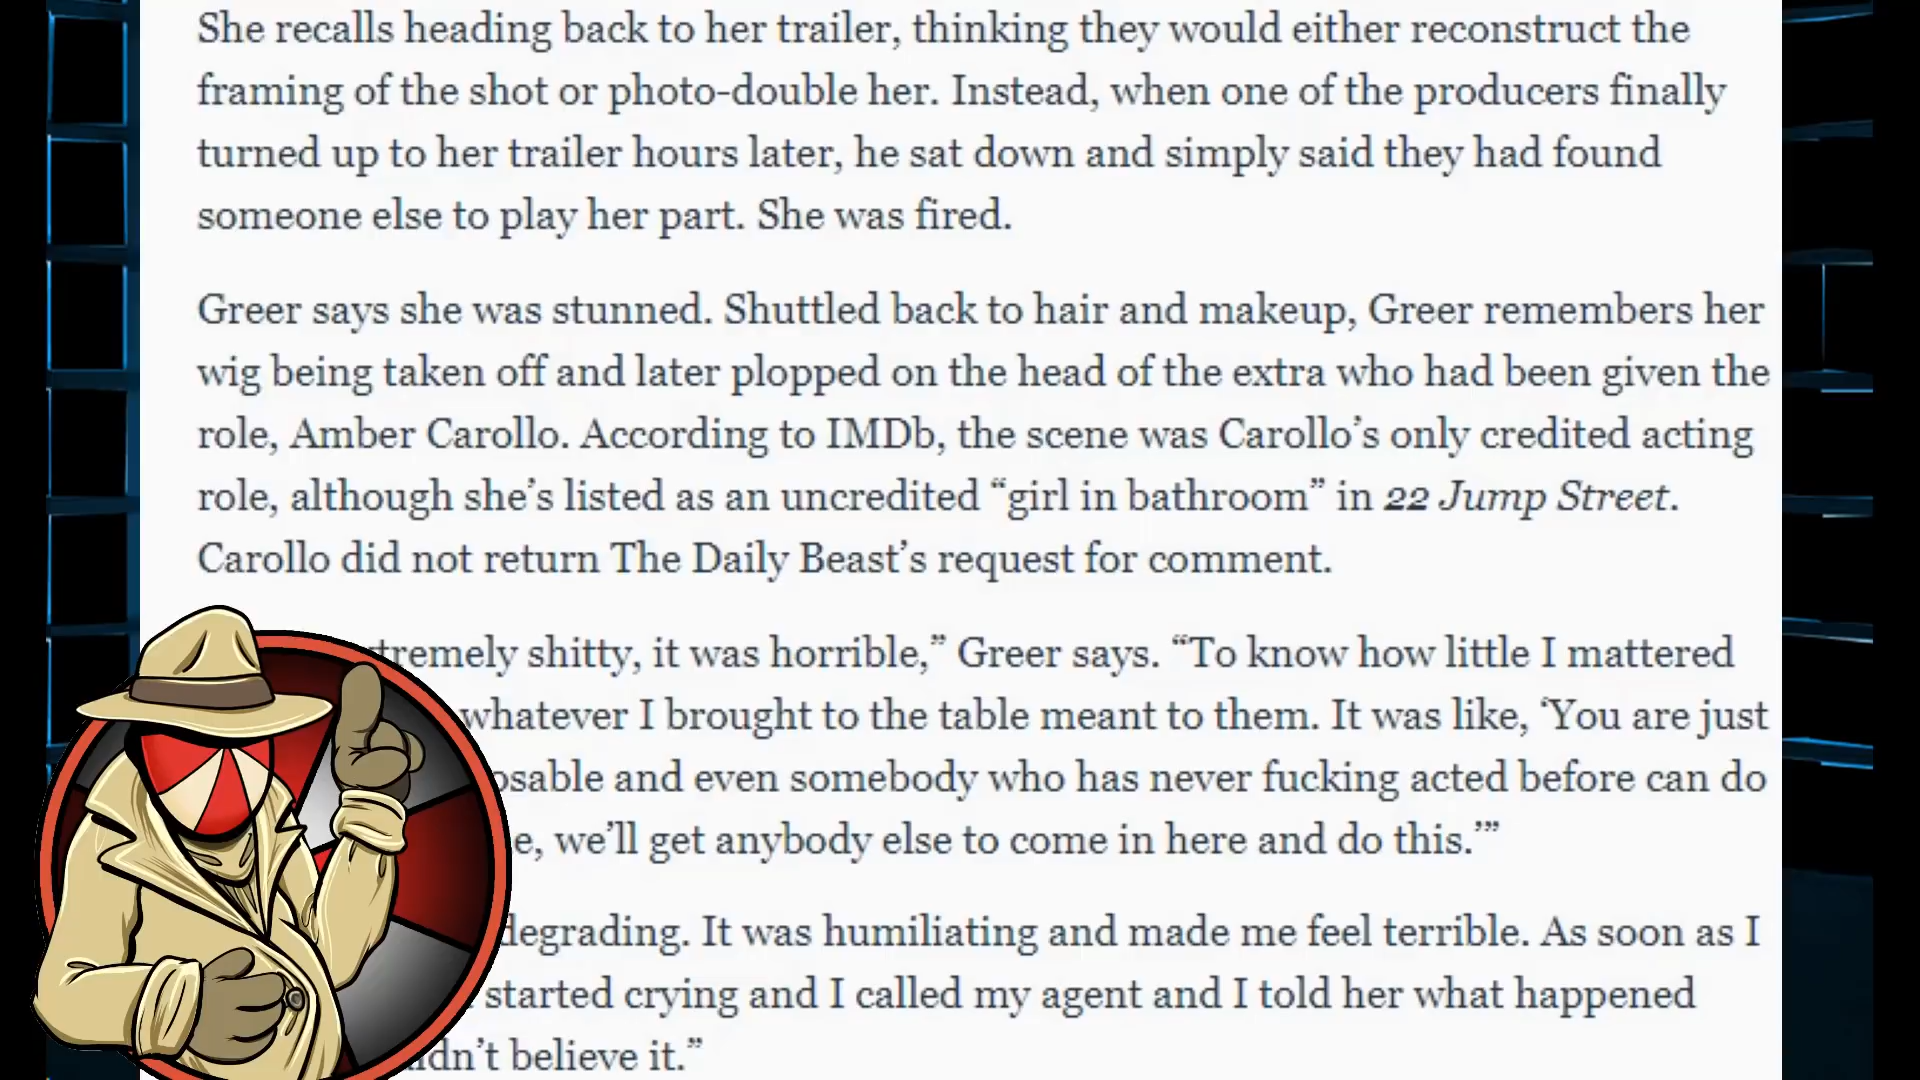 She recalls heading back to her trailer, thinking they would either reconstruct the
framing of the shot or photo-double her. Instead, when one of the producers finally
turned up to her trailer hours later, he sat down and simply said they had found
someone else to play her part. She was fired.
Greer says she was stunned. Shuttled back to hair and makeup, Greer remembers her
wig being taken off and later plopped on the head of the extra who had been given the
role, Amber Carollo. According to IMDb, the scene was Carollo’s only credited acting
role, although she’s listed as an uncredited “girl in bathroom” in 22 Jump Street.
Carollo did not return The Daily Beast’s request for comment.
shitty, it was horrible,” Greer says. “To know how little I mattered
whatever I brought to the table meant to them. It was like, ‘You are just
and even somebody who has never fucking acted before can do
we’ll get anybody else to come in here and do this.’”
degrading. It was humiliating and made me feel terrible. As soon as I
started crying and I called my agent and I told her what happened
believe it.”